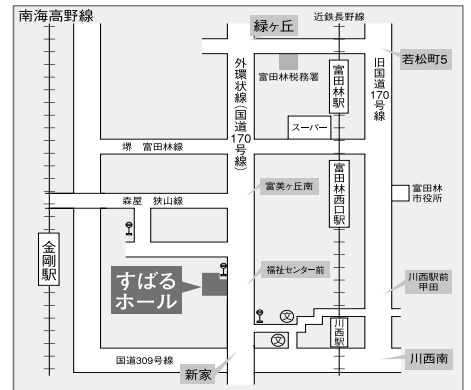 南海高野線
緑ヶ丘
近鉄長野線
外環状線(国道170号線)
富田林税務署
富田林駅
旧国道170号線
若松町5
スーパー
堺 富田林線
富田林西口駅
富美ヶ丘南
富田林
市役所
森屋 狭山線
金剛駅
すばる
ホール
福祉センター前
川西駅前
甲田
文
川西駅
文
国道309号線
新家
川西南